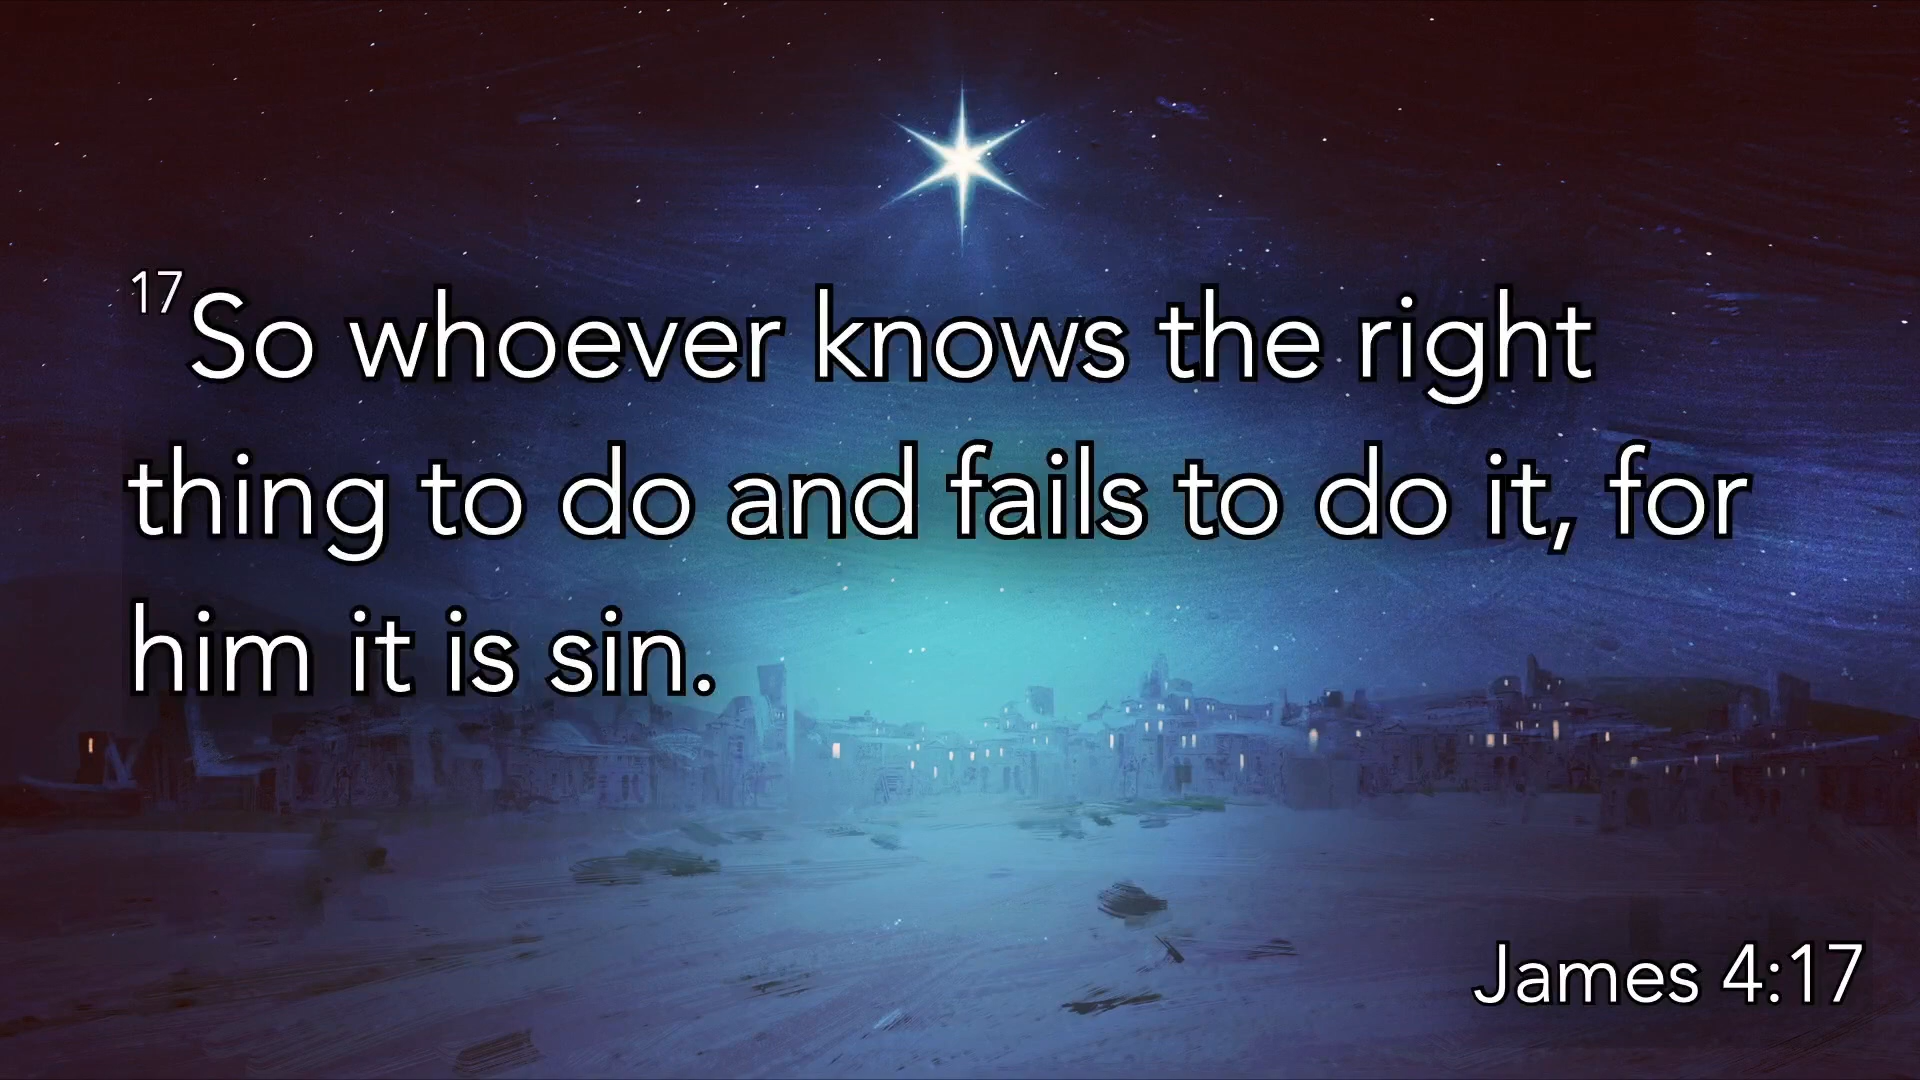 17So whoever knows the right
thing to do and fails to do it, for
him it is sin.
James 4:17